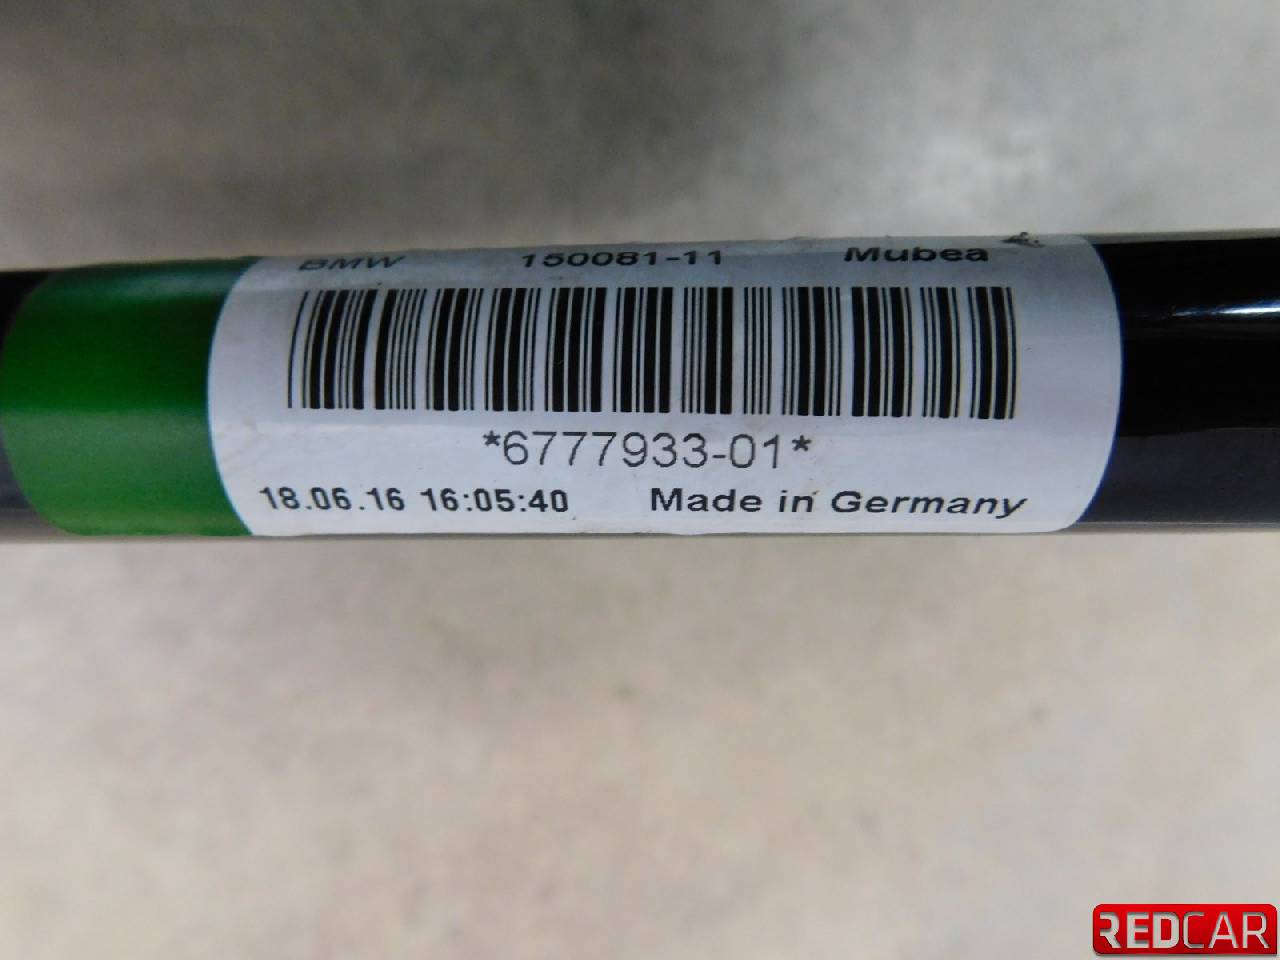 BMW 150081-11 Mubea
*6777933-01*
18.06.16 16:05:40 Made in Germany
REDCAR